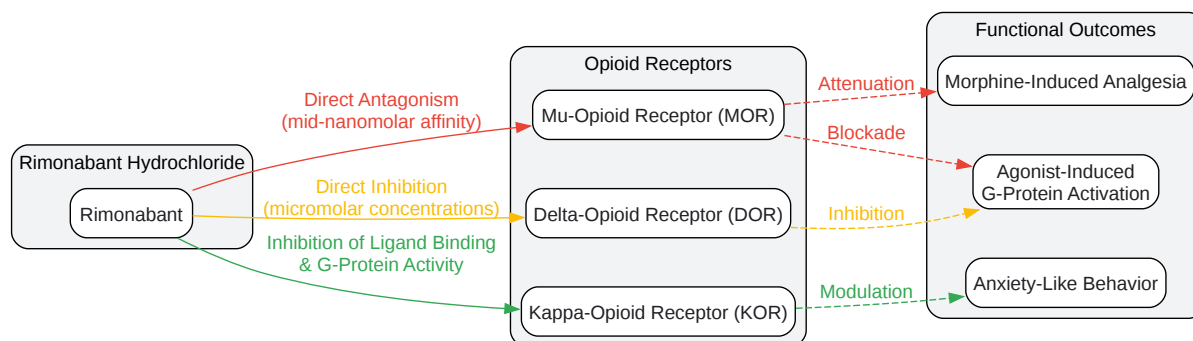 Rimonabant Hydrochloride
Rimonabant
Direct Antagonism
(mid-nanomolar affinity)
Direct Inhibition
(micromolar concentrations)
Inhibition of Ligand Binding
& G-Protein Activity
Opioid Receptors
Mu-Opioid Receptor (MOR)
Delta-Opioid Receptor (DOR)
Kappa-Opioid Receptor (KOR)
Attenuation
Blockade
Inhibition
Modulation
Functional Outcomes
Morphine-Induced Analgesia
Agonist-Induced
G-Protein Activation
Anxiety-Like Behavior